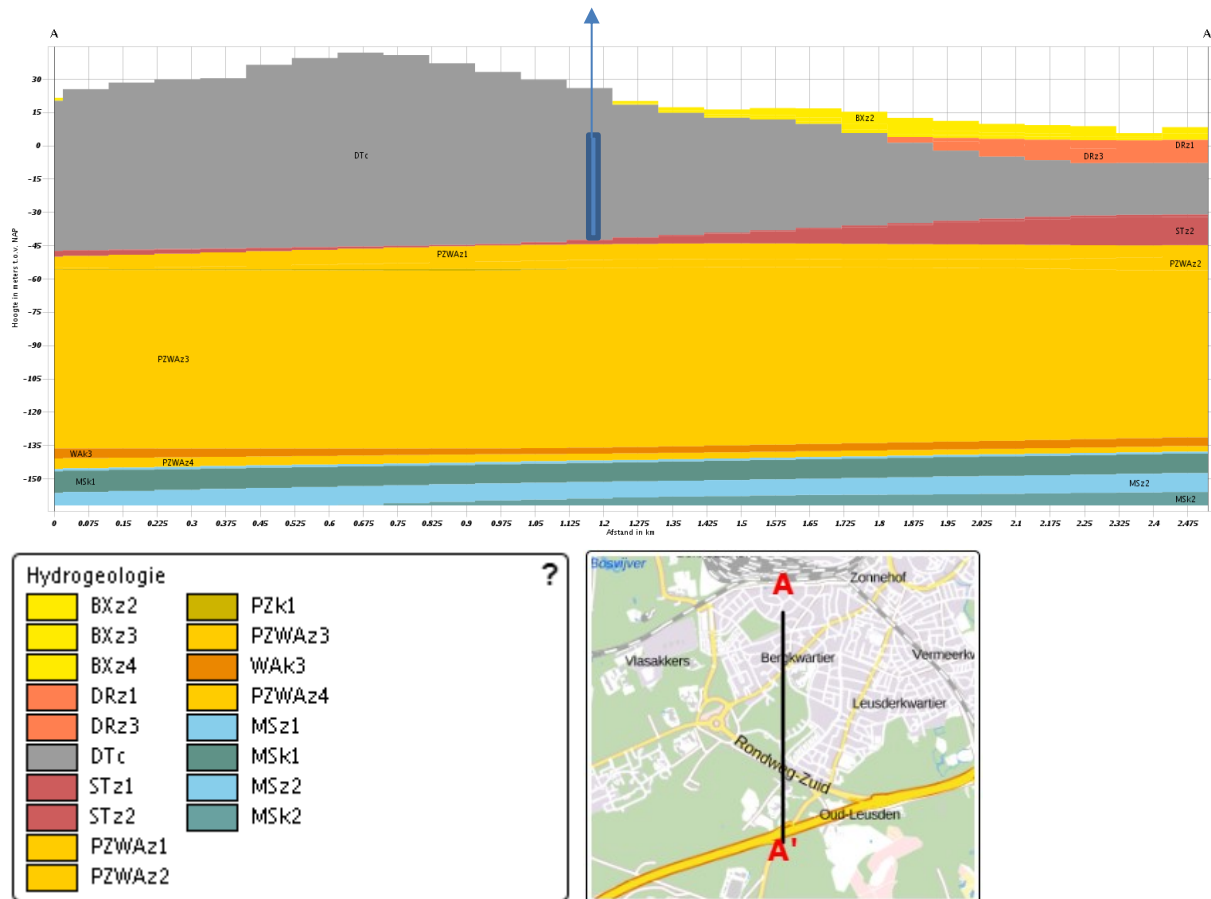 A A
30
15
0
-15
-30
-45
-60
-75
-90
-105
-120
-135
-150
Hoogte in meters t.o.v. NAP
BXz2
DTc
DRz3
DRz1
STz2
PZWAz1
PZWAz2
PZWAz3
WAk3
PZWAz4
MSk1
MSz2
MSk2
0 0.075 0.15 0.225 0.3 0.375 0.45 0.525 0.6 0.675 0.75 0.825 0.9 0.975 1.05 1.125 1.2 1.275 1.35 1.425 1.5 1.575 1.65 1.725 1.8 1.875 1.95 2.025 2.1 2.175 2.25 2.325 2.4 2.475
Afstand in km
Hydrogeologie ?
BXz2
BXz3
BXz4
DRz1
DRz3
DTc
STz1
STz2
PZWAz1
PZWAz2
PZk1
PZWAz3
WAk3
PZWAz4
MSz1
MSk1
MSz2
MSk2
Bosvijver
A
Zonnehof
Vlasakkers
Bergkwartier
Vermeerkw
Leusderkwartier
Rondweg-Zuid
Oud-Leusden
A'